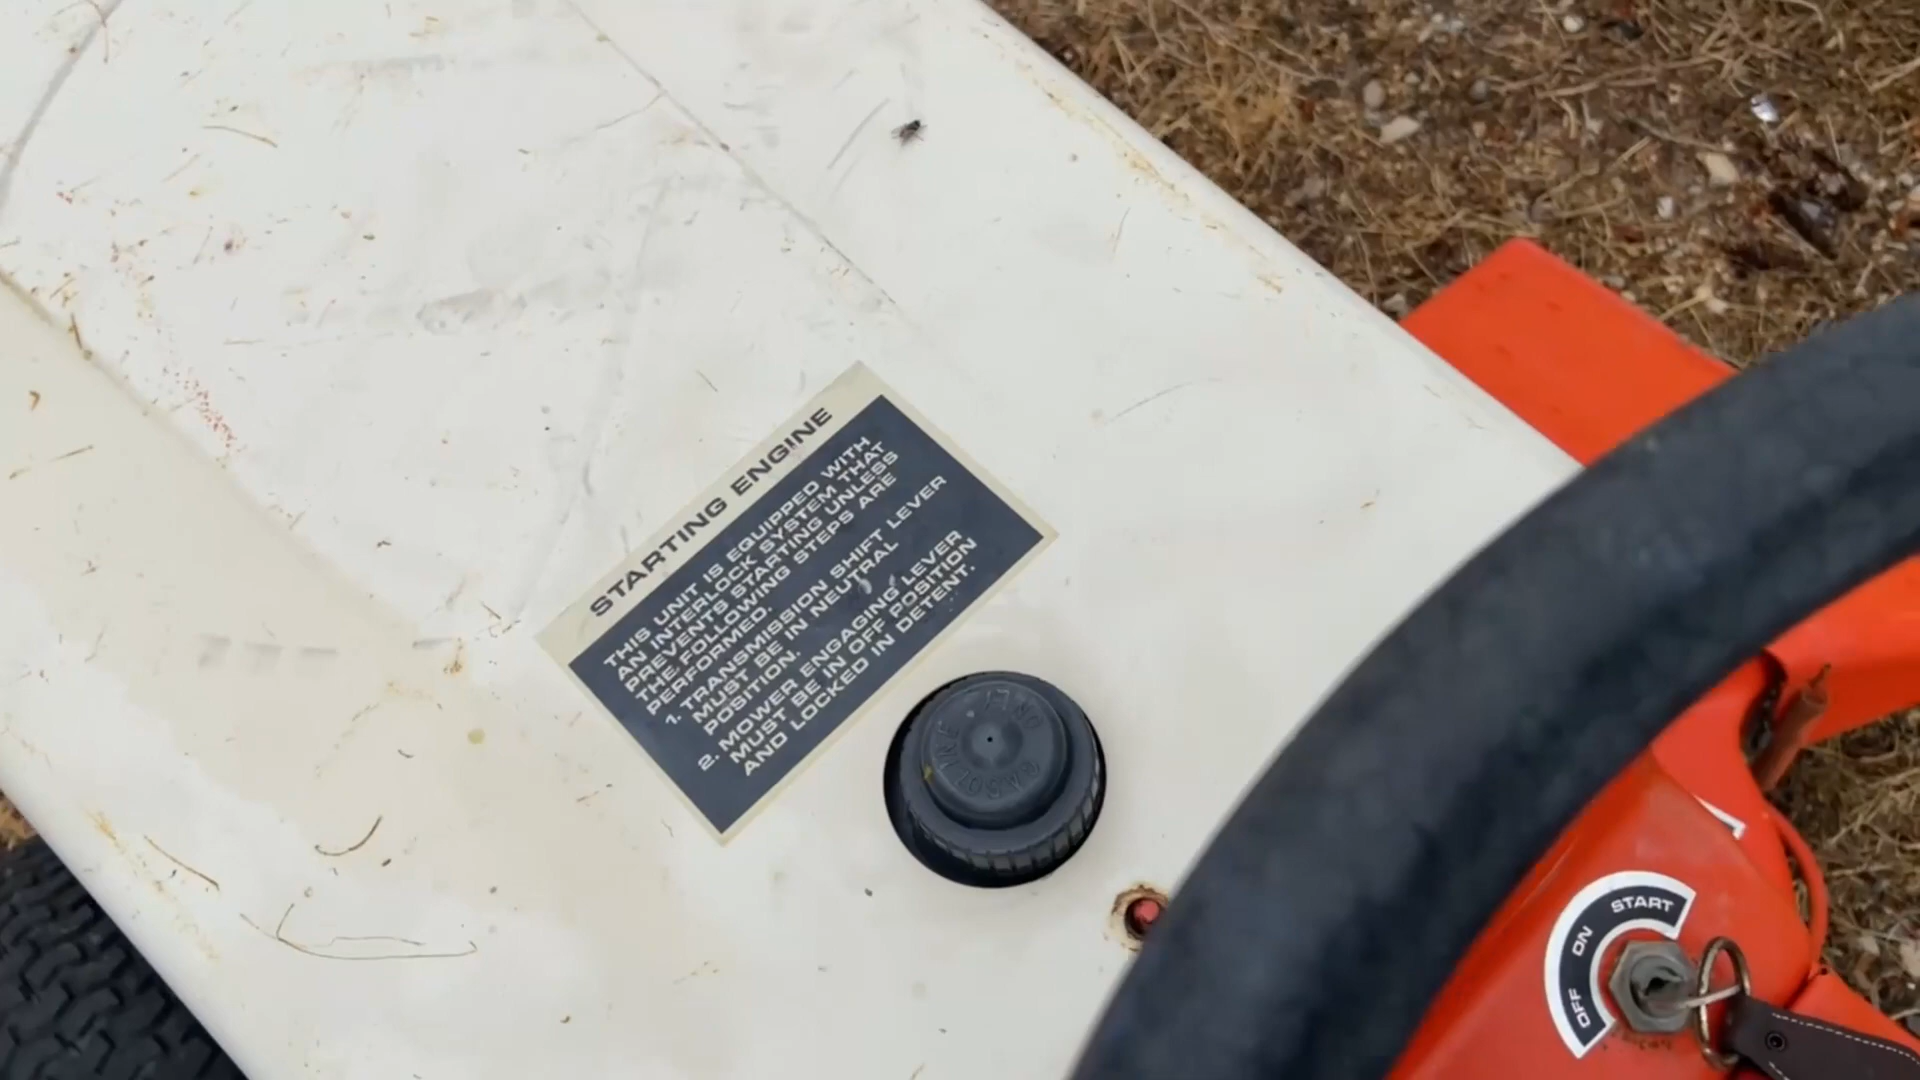 STARTING ENGINE
THIS UNIT IS EQUIPPED WITH
AN INTERLOCK SYSTEM THAT
PREVENTS STARTING UNLESS
THE FOLLOWING STEPS ARE
PERFORMED.
1. TRANSMISSION SHIFT LEVER
MUST BE IN NEUTRAL
POSITION.
2. MOWER ENGAGING LEVER
MUST BE IN OFF POSITION
AND LOCKED IN DETENT.
GASOLINE ONLY
OFF ON START